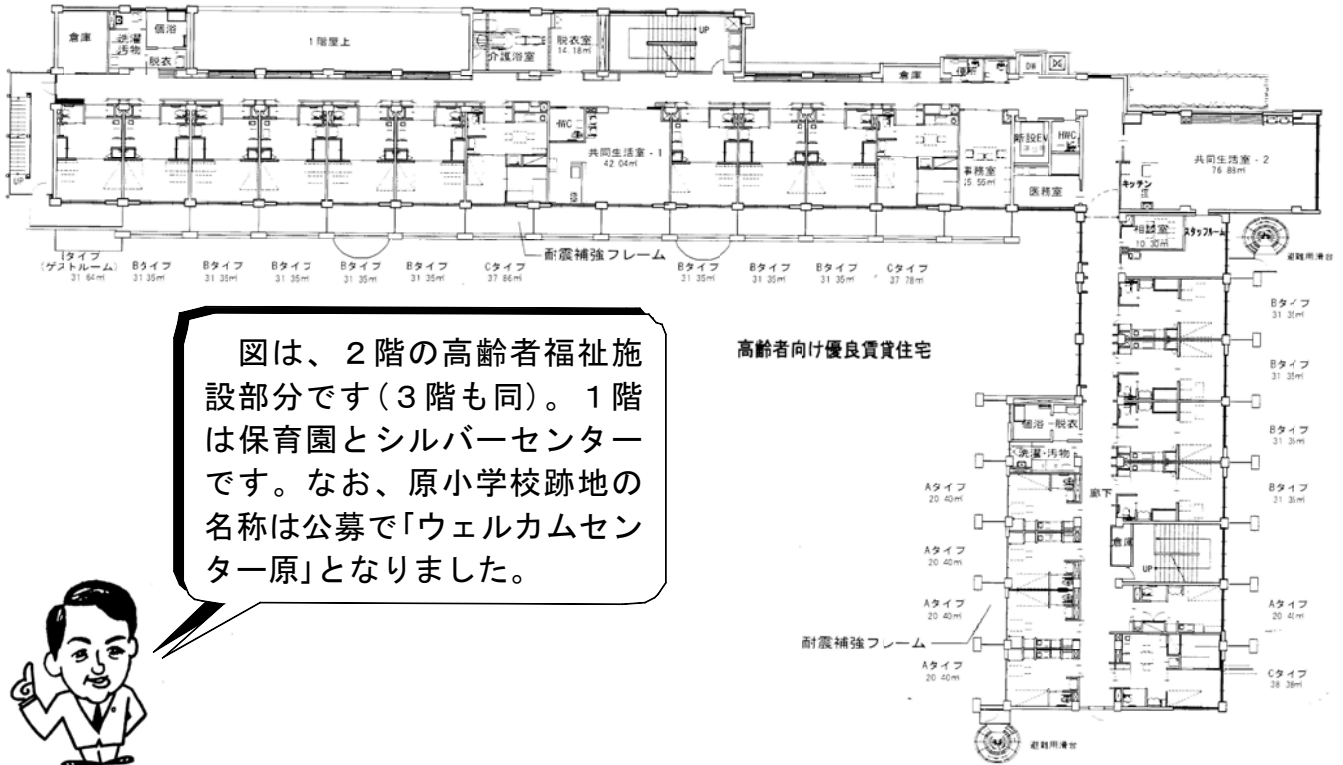 倉庫
洗濯
汚物
個浴
脱衣
1階屋上
介護浴室
脱衣室
14.18㎡
UP
倉庫
便所
DW
UP
HWC
共同生活室-1
42.04㎡
事務室
新設EV
HWC
医務室
共同生活室-2
キッチン
相談室
10.30㎡
スタッフルーム
避難用滑台
耐震補強フレーム
(ゲストルーム)
31.64㎡
Bタイプ
31.35㎡
Bタイプ
31.35㎡
Bタイプ
31.35㎡
Bタイプ
31.35㎡
Bタイプ
31.35㎡
Cタイプ
37.86㎡
Bタイプ
31.35㎡
Bタイプ
31.35㎡
Bタイプ
31.35㎡
Cタイプ
37.78㎡
図は、2階の高齢者福祉施
設部分です(3階も同)。1階
は保育園とシルバーセンター
です。なお、原小学校跡地の
名称は公募で「ウェルカムセン
ター原」となりました。
高齢者向け優良賃貸住宅
Bタイプ
31.35㎡
Bタイプ
31.35㎡
Bタイプ
31.35㎡
Bタイプ
個浴
脱衣
洗濯・汚物
廊下
倉庫
UP
Aタイプ
20.40㎡
Aタイプ
20.40㎡
Aタイプ
20.40㎡
Aタイプ
20.40㎡
Aタイプ
20.40㎡
Cタイプ
38.38㎡
耐震補強フレーム
避難用滑台